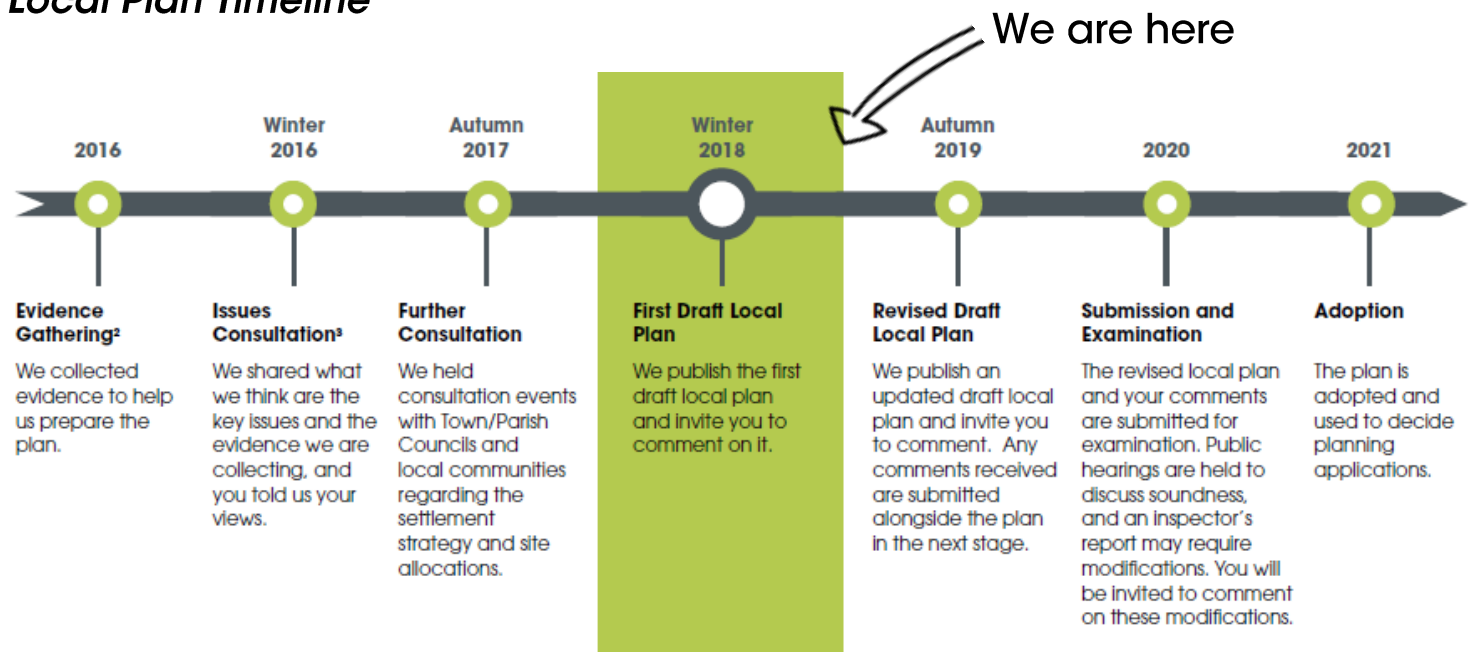 Local Plan Timeline
We are here
2016
Evidence
Gathering²
We collected
evidence to help
us prepare the
plan.
Winter
2016
Issues
Consultation³
We shared what
we think are the
key issues and the
evidence we are
collecting, and
you told us your
views.
Autumn
2017
Further
Consultation
We held
consultation events
with Town/Parish
Councils and
local communities
regarding the
settlement
strategy and site
allocations.
Winter
2018
First Draft Local
Plan
We publish the first
draft local plan
and invite you to
comment on it.
Autumn
2019
Revised Draft
Local Plan
We publish an
updated draft local
plan and invite you
to comment.  Any
comments received
are submitted
alongside the plan
in the next stage.
2020
Submission and
Examination
The revised local plan
and your comments
are submitted for
examination. Public
hearings are held to
discuss soundness,
and an inspector's
report may require
modifications. You will
be invited to comment
on these modifications.
2021
Adoption
The plan is
adopted and
used to decide
planning
applications.